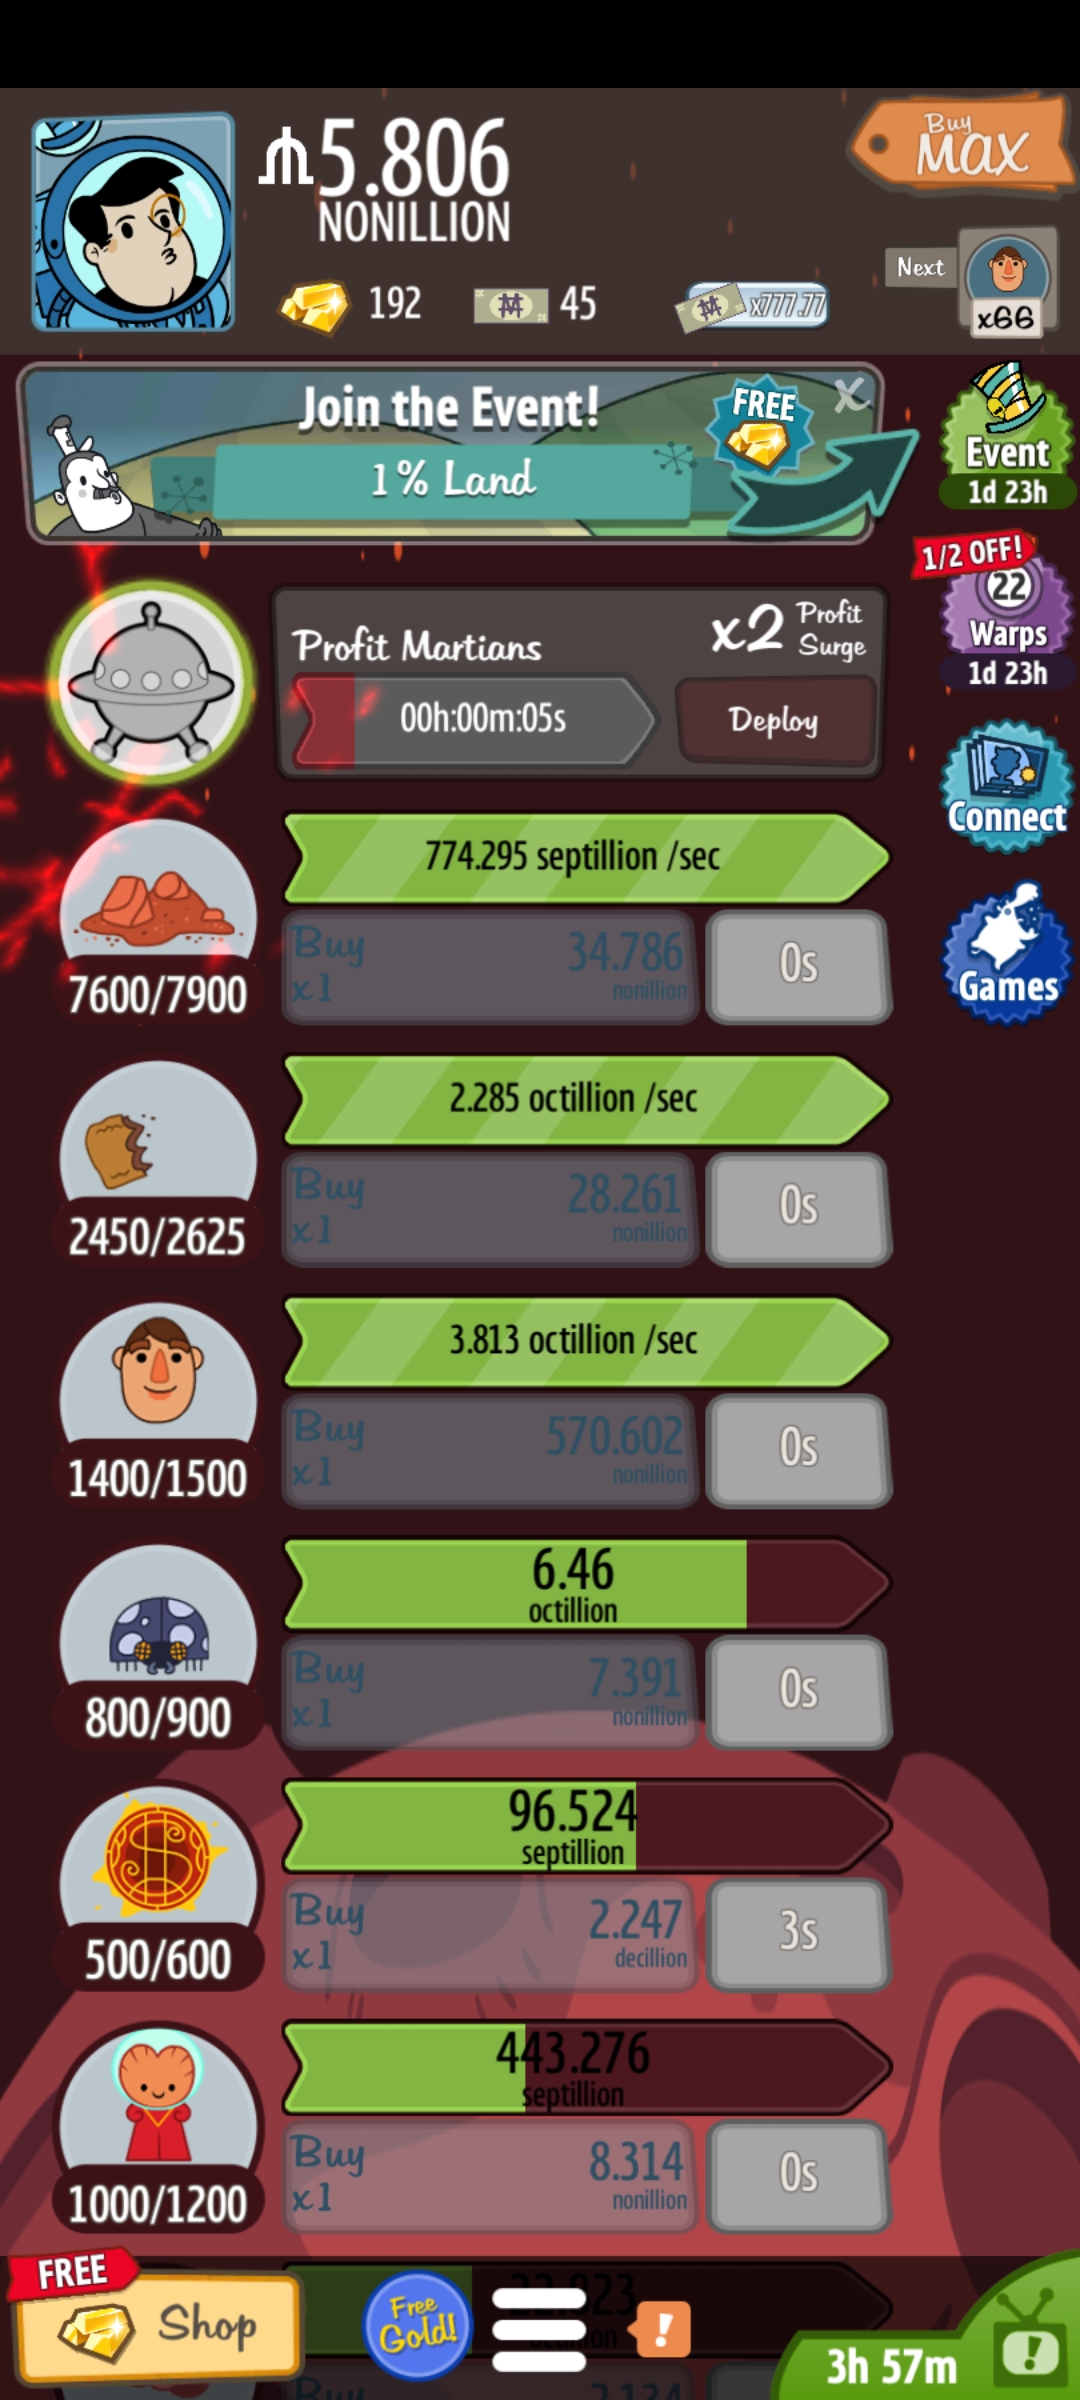 5.806
NONILLION
Buy
MAX
192
45
x777.77
Next
x66
Join the Event!
1% Land
FREE
X
Event
1d 23h
1/2 OFF!
22
Warps
1d 23h
Profit Martians
x2 Profit
Surge
00h:00m:05s
Deploy
Connect
774.295 septillion /sec
Buy
x1
34.786
nonillion
0s
7600/7900
Games
2.285 octillion /sec
Buy
x1
28.261
nonillion
0s
2450/2625
3.813 octillion /sec
Buy
x1
570.602
nonillion
0s
1400/1500
6.46
octillion
Buy
x1
7.391
nonillion
0s
800/900
96.524
septillion
Buy
x1
2.247
decillion
3s
500/600
443.276
septillion
Buy
x1
8.314
nonillion
0s
1000/1200
FREE
Shop
Free
Gold!
!
3h 57m
!
Buy